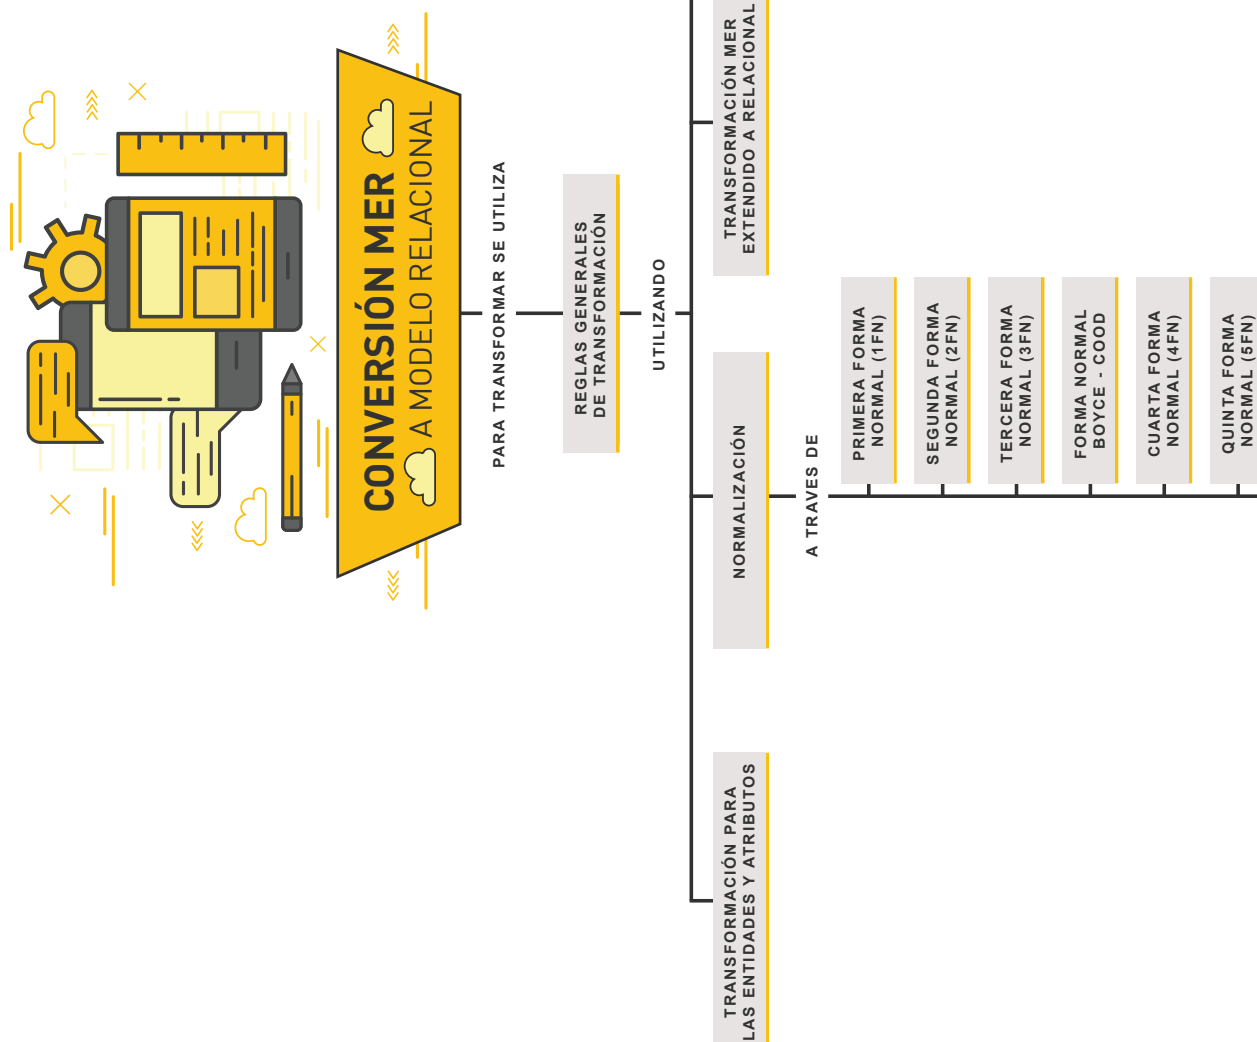 CONVERSIÓN MER
A MODELO RELACIONAL
PARA TRANSFORMAR SE UTILIZA
REGLAS GENERALES
DE TRANSFORMACIÓN
UTILIZANDO
TRANSFORMACIÓN PARA
LAS ENTIDADES Y ATRIBUTOS
NORMALIZACIÓN
TRANSFORMACIÓN MER
EXTENDIDO A RELACIONAL
A TRAVES DE
PRIMERA FORMA
NORMAL (1FN)
SEGUNDA FORMA
NORMAL (2FN)
TERCERA FORMA
NORMAL (3FN)
FORMA NORMAL
BOYCE - COOD
CUARTA FORMA
NORMAL (4FN)
QUINTA FORMA
NORMAL (5FN)